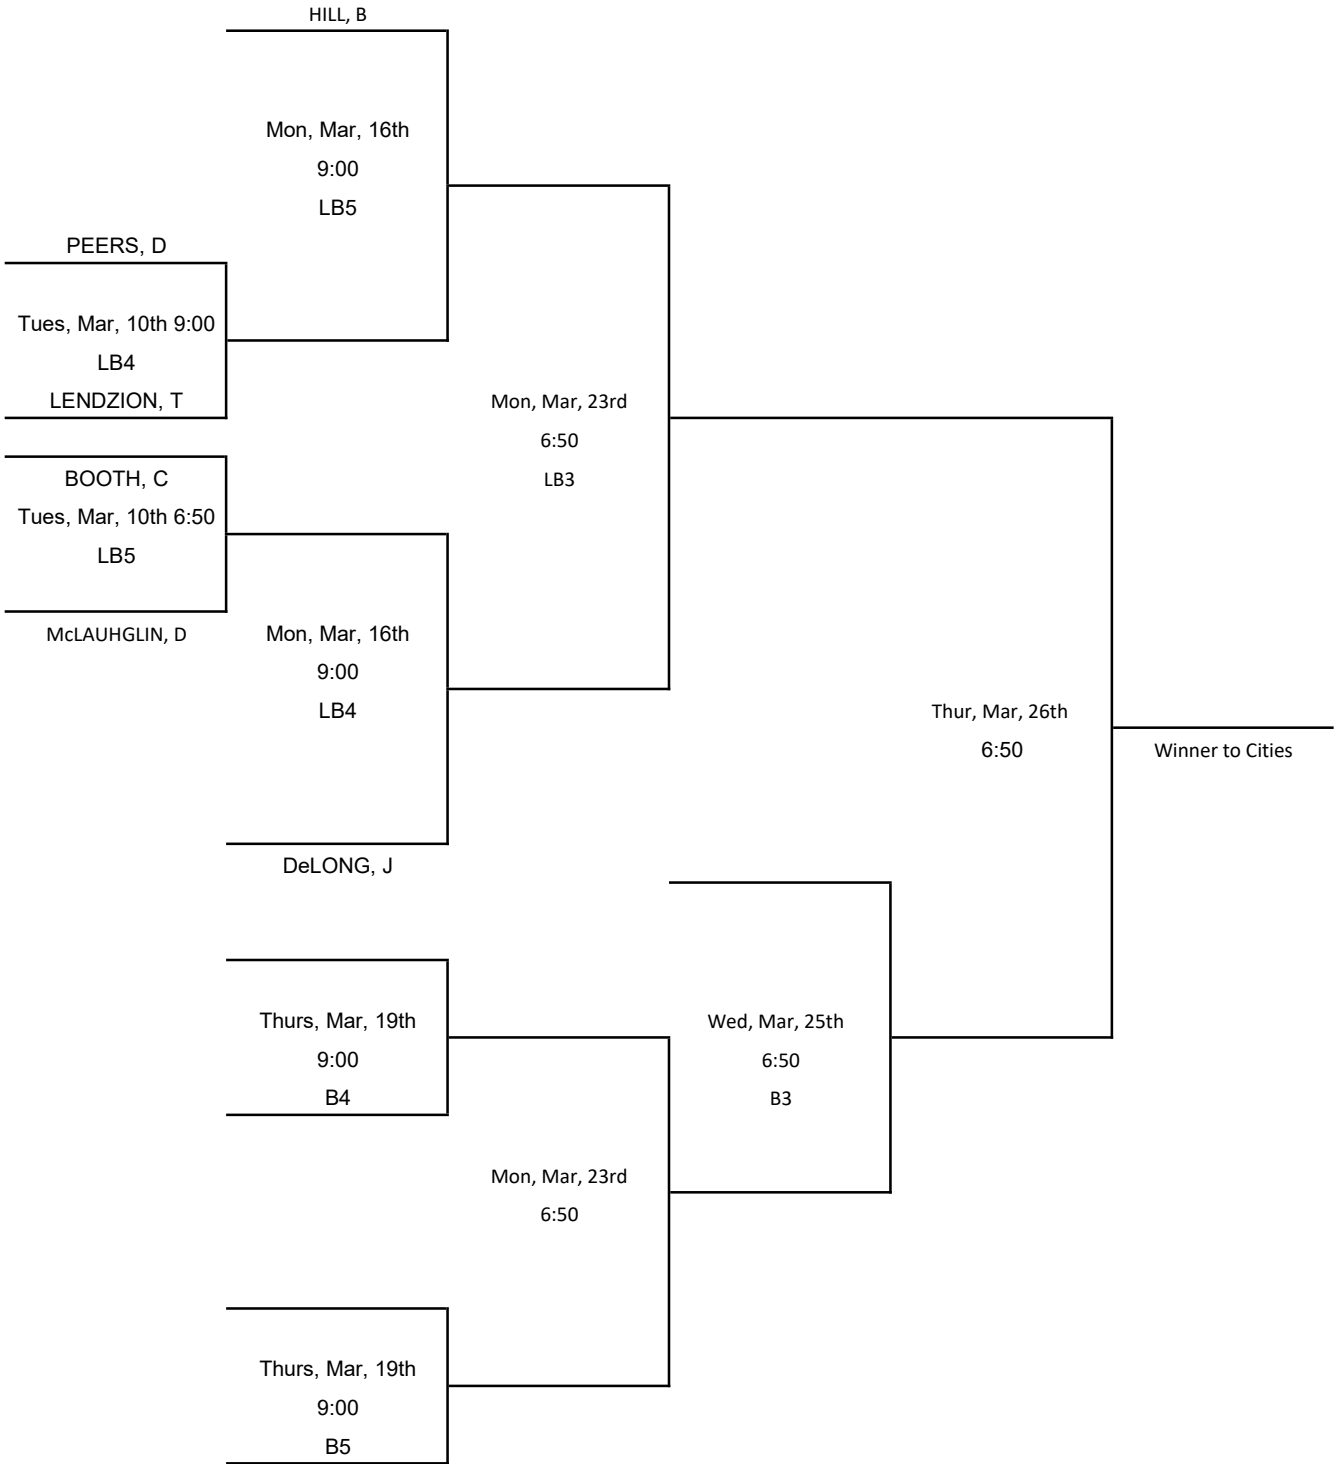 HILL, B
Mon, Mar, 16th
9:00
LB5
PEERS, D
Tues, Mar, 10th 9:00
LB4
LENDZION, T
Mon, Mar, 23rd
6:50
LB3
BOOTH, C
Tues, Mar, 10th 6:50
LB5
McLAUHGLIN, D
Mon, Mar, 16th
9:00
LB4
DeLONG, J
Thur, Mar, 26th
6:50
Winner to Cities
Thurs, Mar, 19th
9:00
B4
Wed, Mar, 25th
6:50
B3
Mon, Mar, 23rd
6:50
Thurs, Mar, 19th
9:00
B5